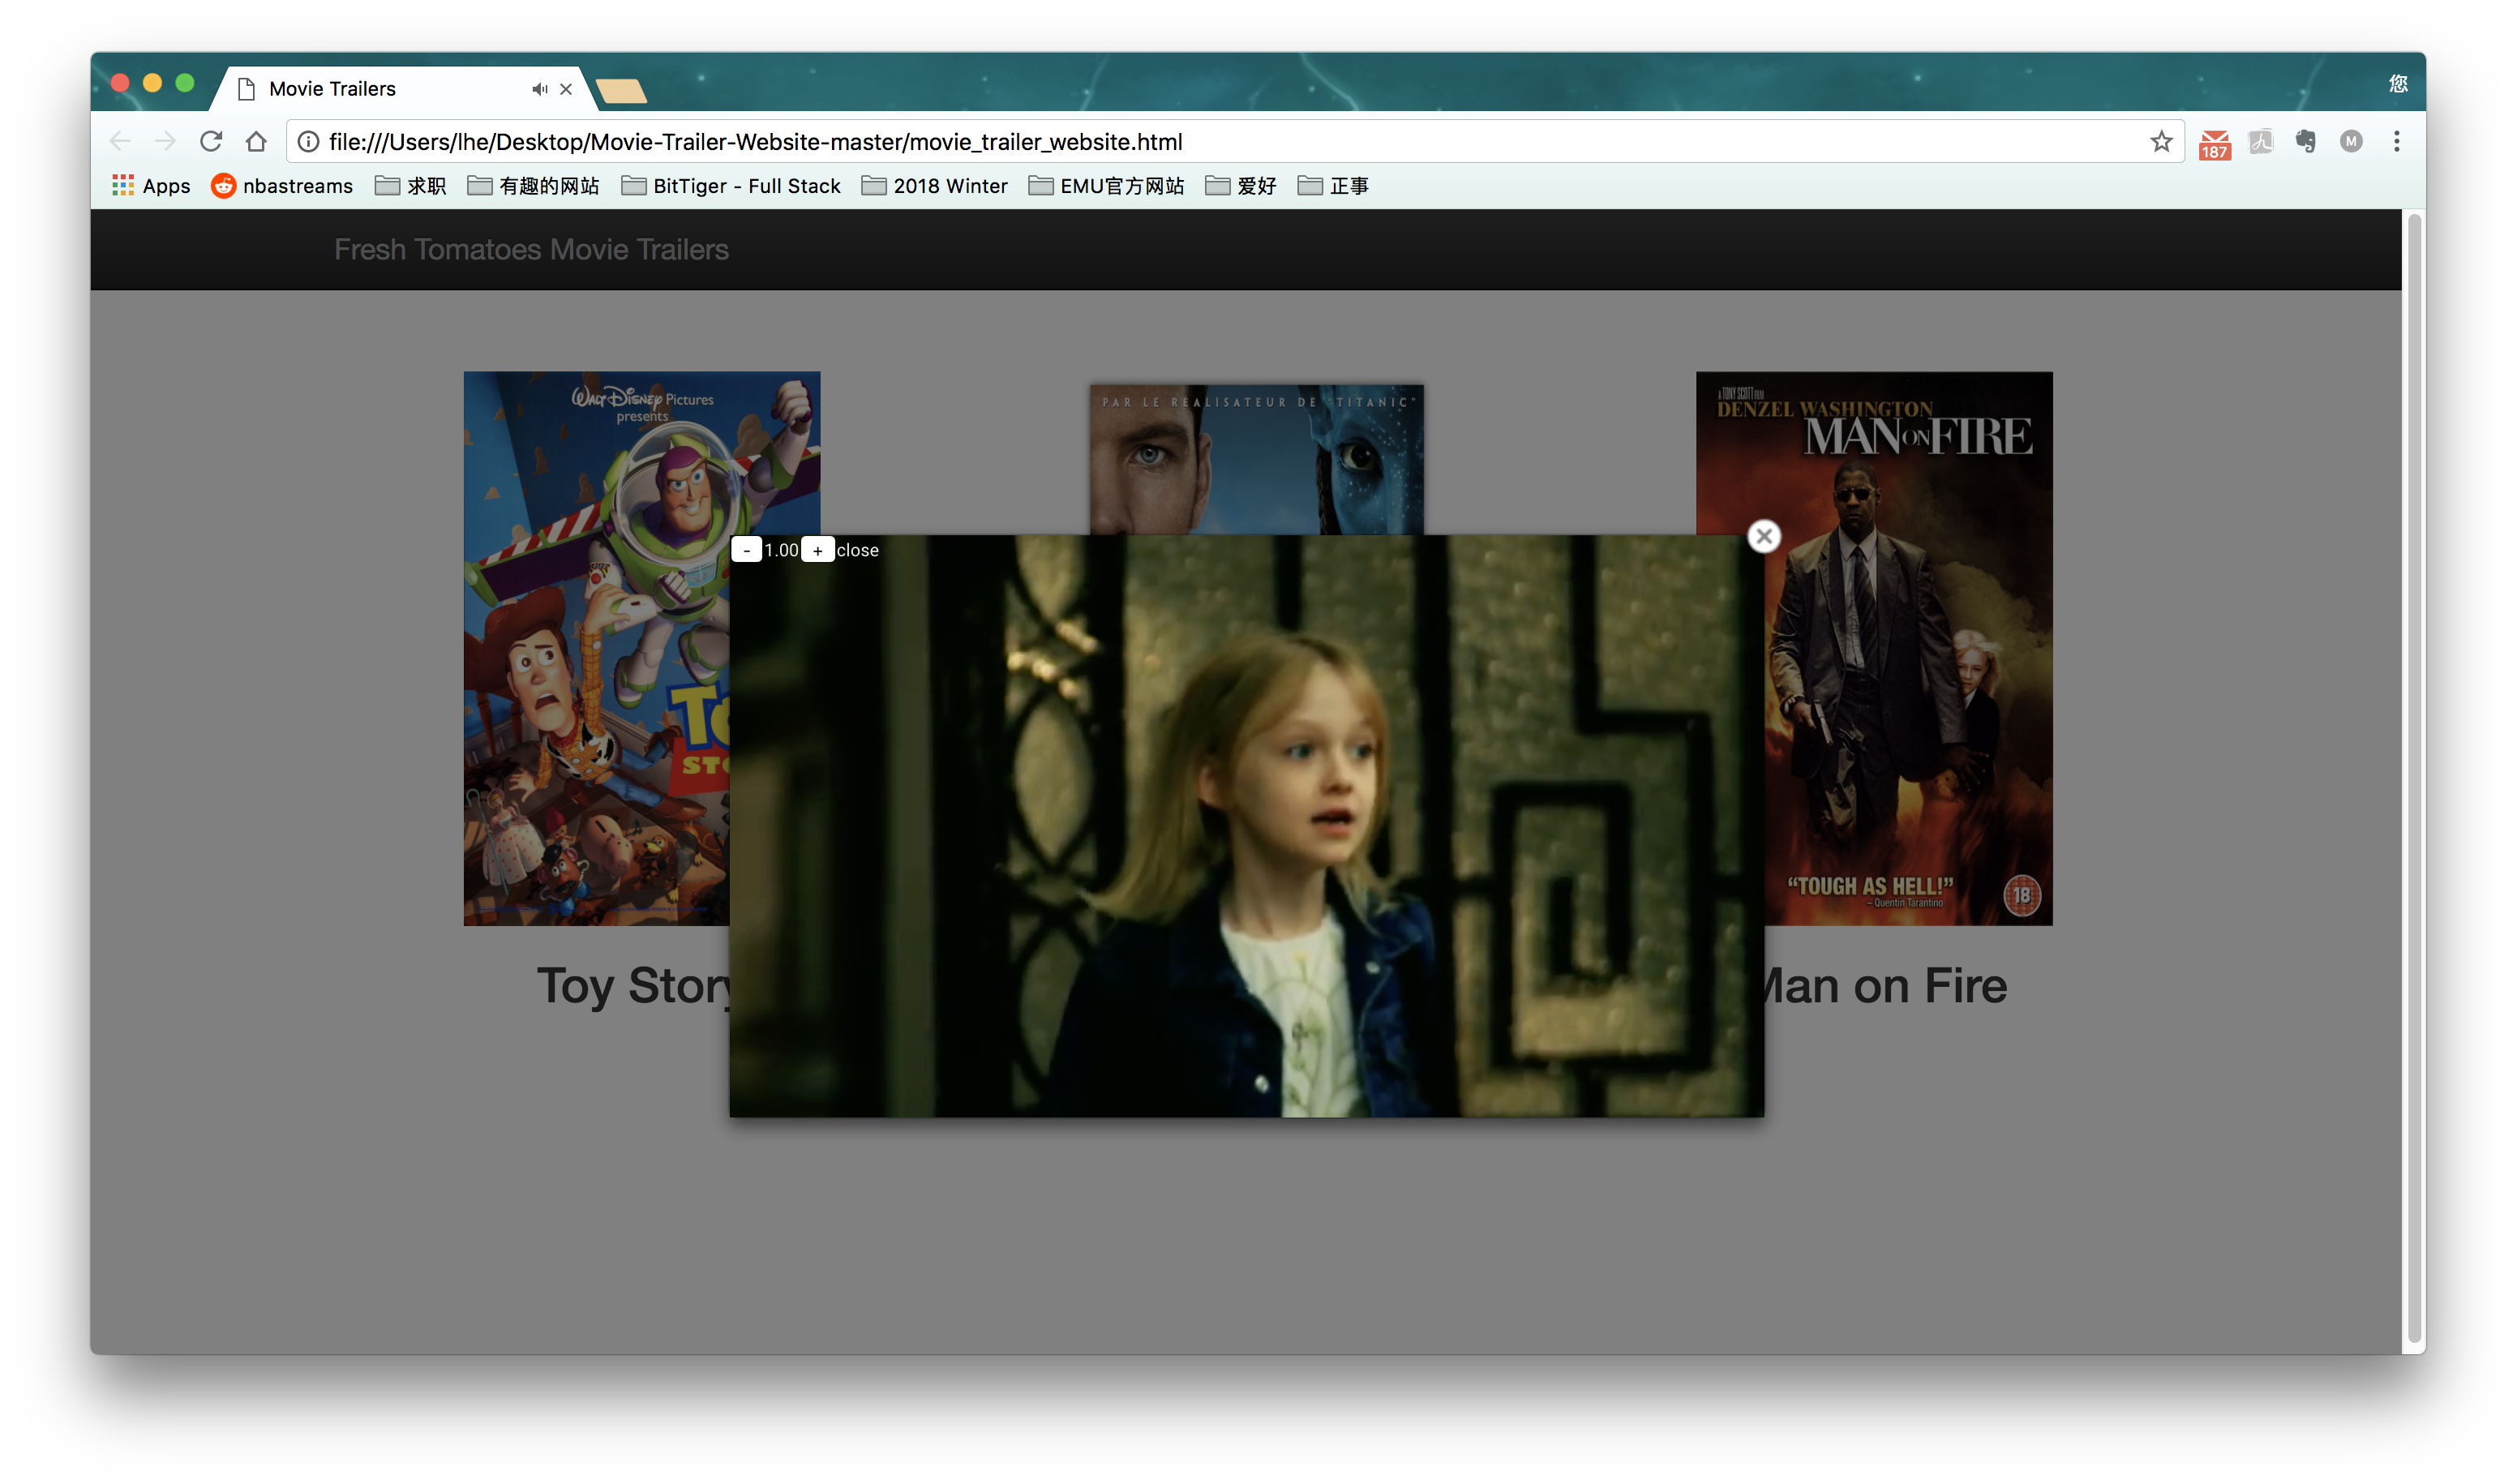 Movie Trailers
您
file:///Users/lhe/Desktop/Movie-Trailer-Website-master/movie_trailer_website.html
187
M
Apps
nbastreams
求职
有趣的网站
BitTiger - Full Stack
2018 Winter
EMU官方网站
爱好
正事
Fresh Tomatoes Movie Trailers
WALT DISNEY Pictures
presents
PAR LE RÉALISATEUR DE "TITANIC"
A TONY SCOTT FILM
DENZEL WASHINGTON
MAN ON FIRE
- 1.00 + close
STO
“TOUGH AS HELL!”
– Quentin Tarantino
18
Toy Story
Man on Fire